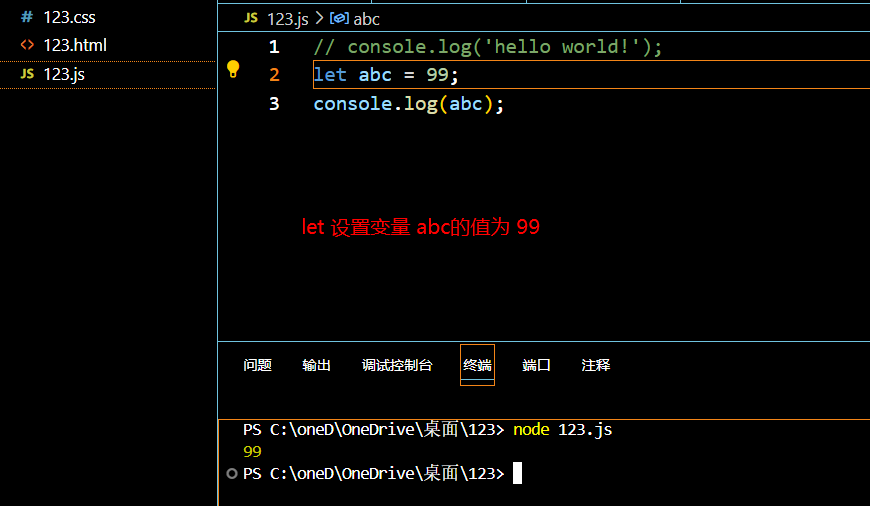 # 123.css
<> 123.html
JS 123.js
JS 123.js > abc
1 // console.log('hello world!');
2 let abc = 99;
3 console.log(abc);
let 设置变量 abc的值为 99
问题 输出 调试控制台 终端 端口 注释
PS C:\oneD\OneDrive\桌面\123> node 123.js
99
PS C:\oneD\OneDrive\桌面\123>